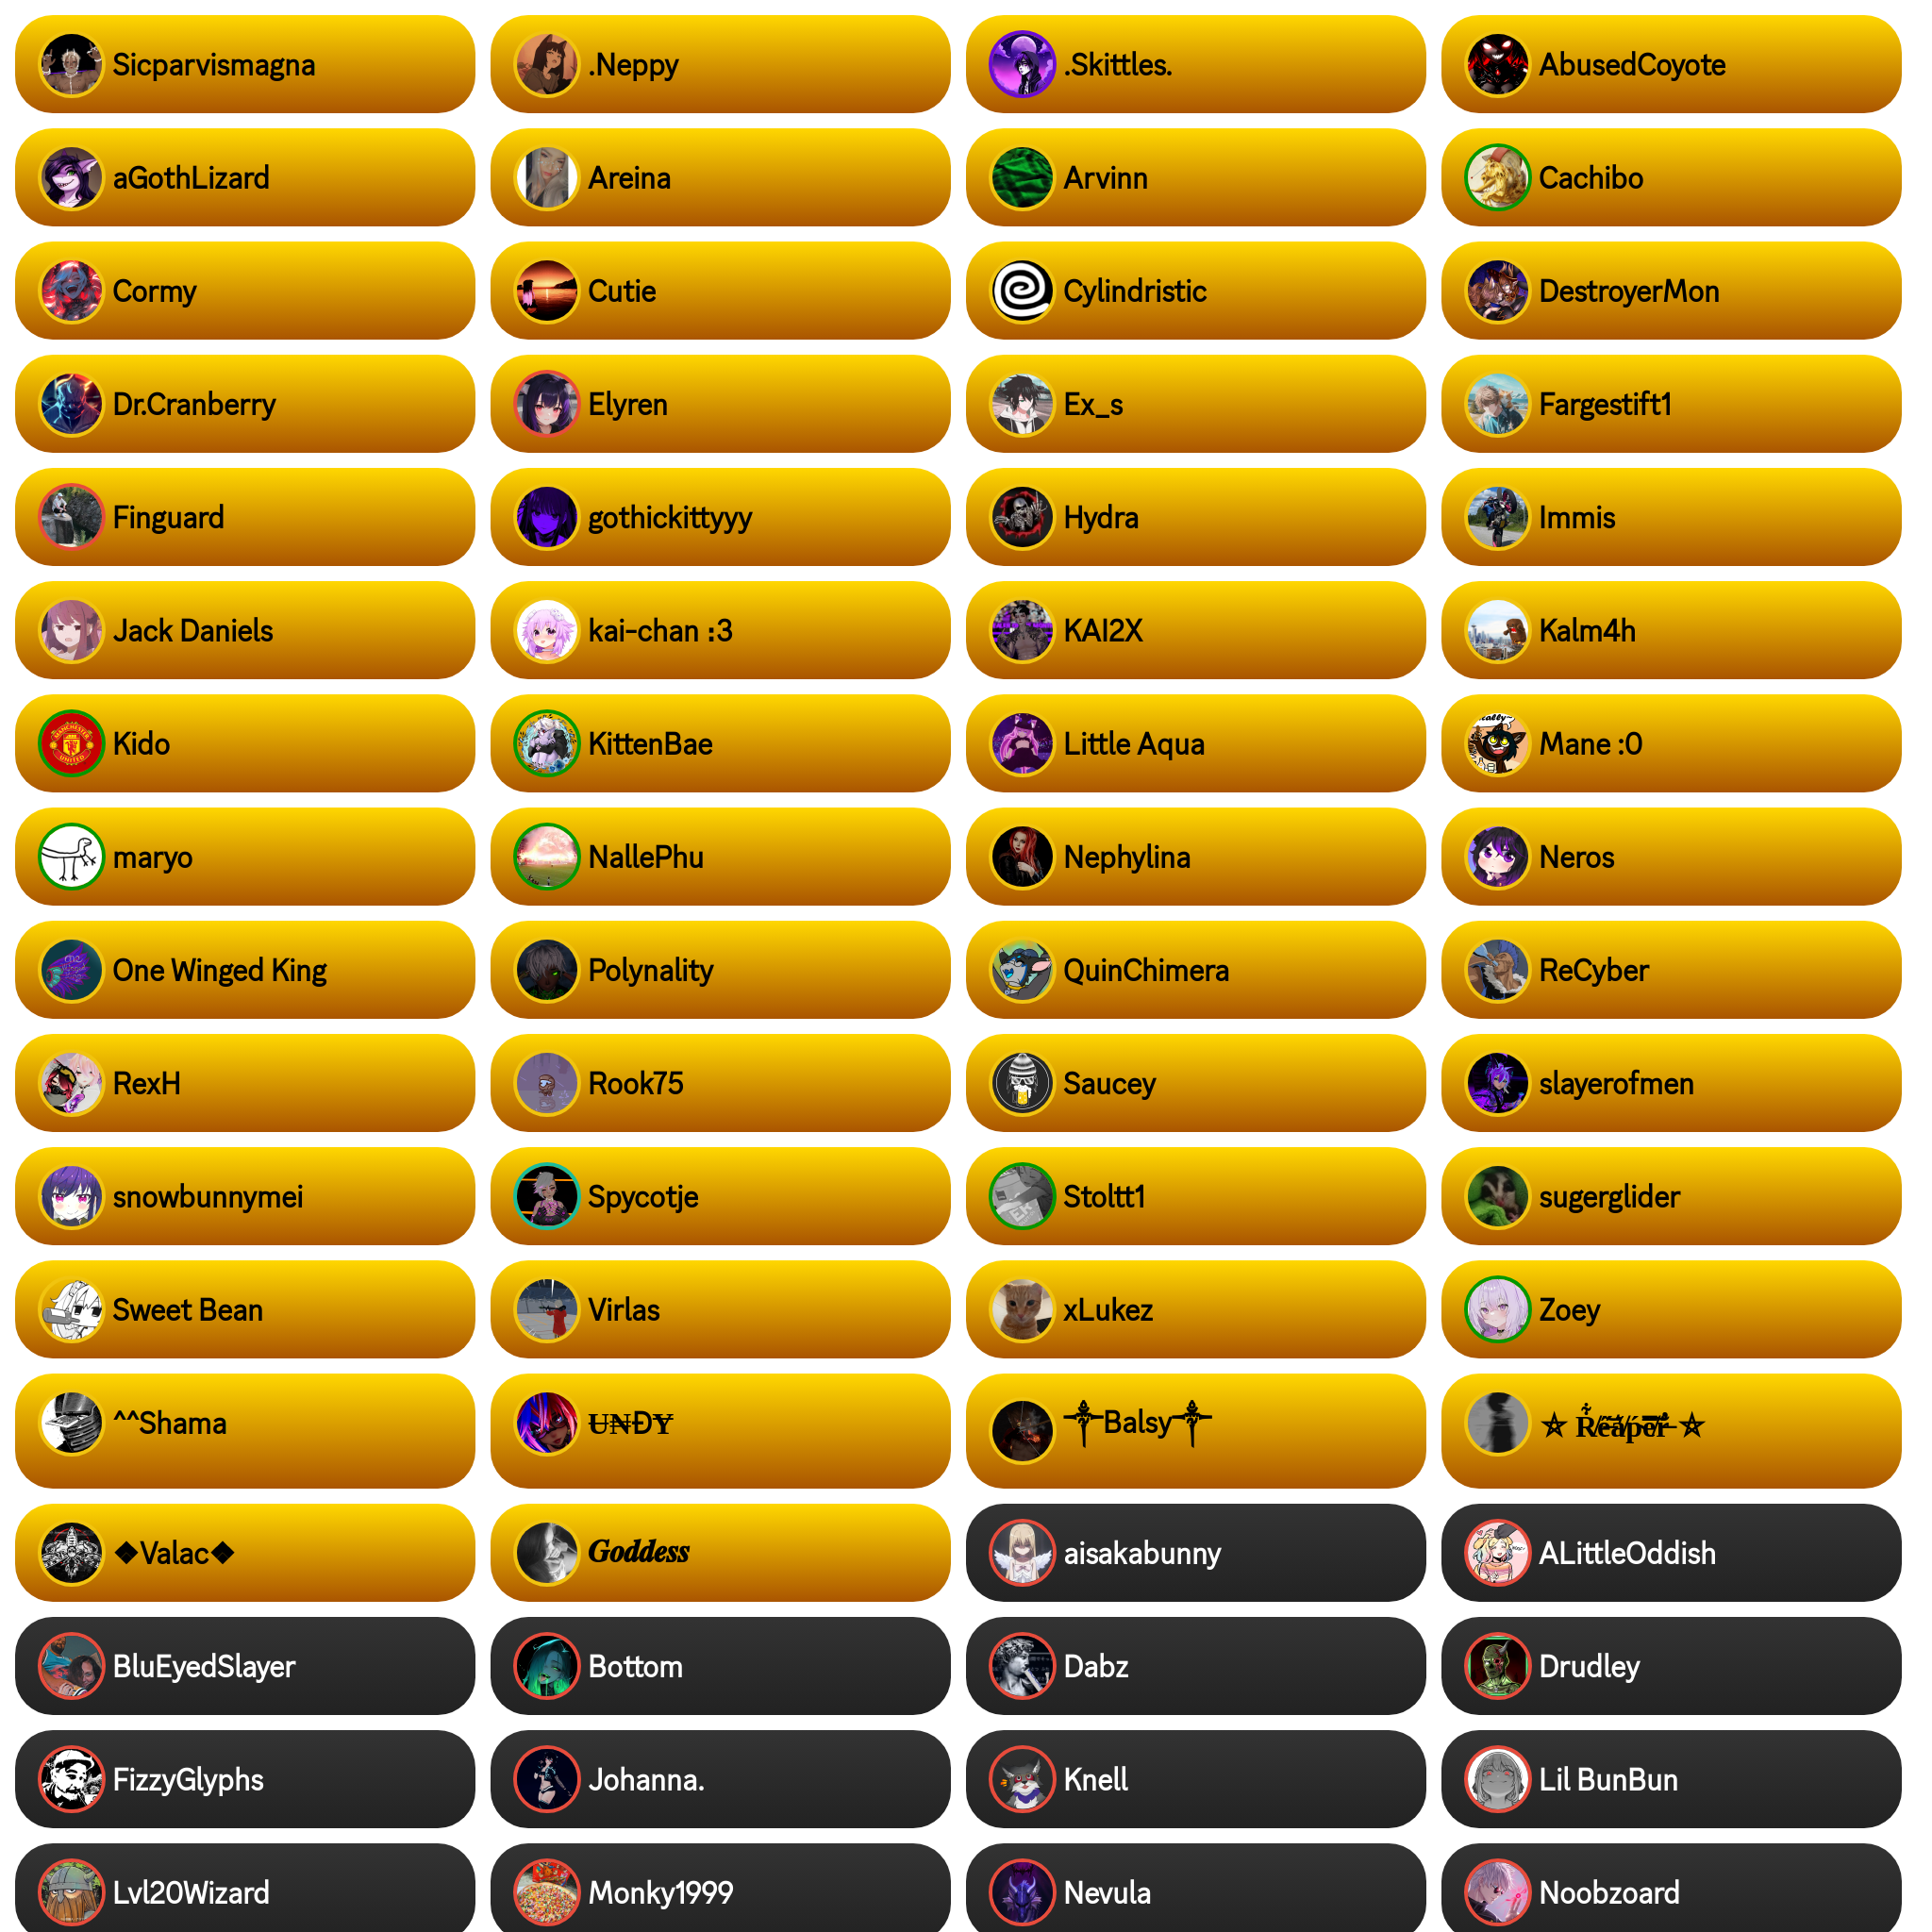 Sicparvismagna
.Neppy
.Skittles.
AbusedCoyote
aGothLizard
Areina
Arvinn
Cachibo
Cormy
Cutie
Cylindristic
DestroyerMon
Dr.Cranberry
Elyren
Ex_s
Fargestift1
Finguard
gothickittyyy
Hydra
Immis
Jack Daniels
kai-chan :3
KAI2X
Kalm4h
Kido
MANCHESTER
UNITED
KittenBae
Little Aqua
Mane :0
maryo
NallePhu
Nephylina
Neros
One Winged King
Polynality
QuinChimera
ReCyber
RexH
Rook75
Saucey
slayerofmen
snowbunnymei
Spycotje
Stoltt1
sugerglider
Sweet Bean
Virlas
xLukez
Zoey
^^Shama
U̶N̶ĐY̶
⸸Balsy⸸
⛧ Reaper ⛧
◆Valac◆
𝑮𝒐𝒅𝒅𝒆𝒔𝒔
aisakabunny
ALittleOddish
BluEyedSlayer
Bottom
Dabz
Drudley
FizzyGlyphs
Johanna.
Knell
Lil BunBun
Lvl20Wizard
Monky1999
Nevula
Noobzoard